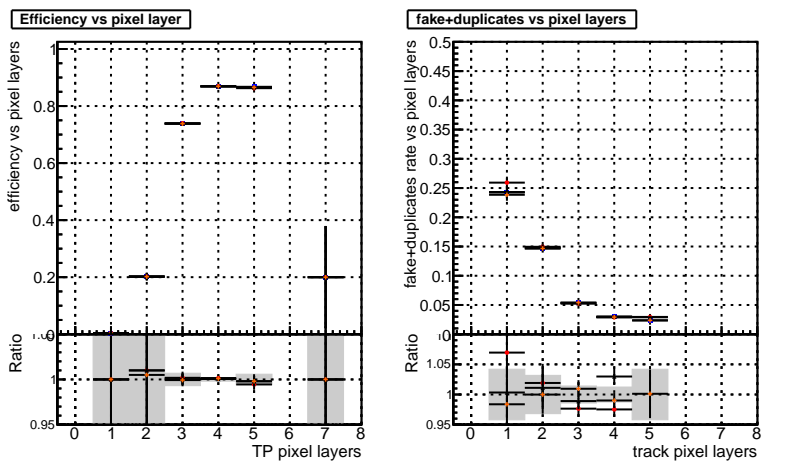 Efficiency vs pixel layer
efficiency vs pixel layers
1
0.8
0.6
0.4
0.2
0
Ratio
1
0.95
0 1 2 3 4 5 6 7 8
TP pixel layers
fake+duplicates vs pixel layers
fake+duplicates rate vs pixel layers
0.5
0.45
0.4
0.35
0.3
0.25
0.2
0.15
0.1
0.05
0
Ratio
1.05
1
0.95
0 1 2 3 4 5 6 7 8
track pixel layers